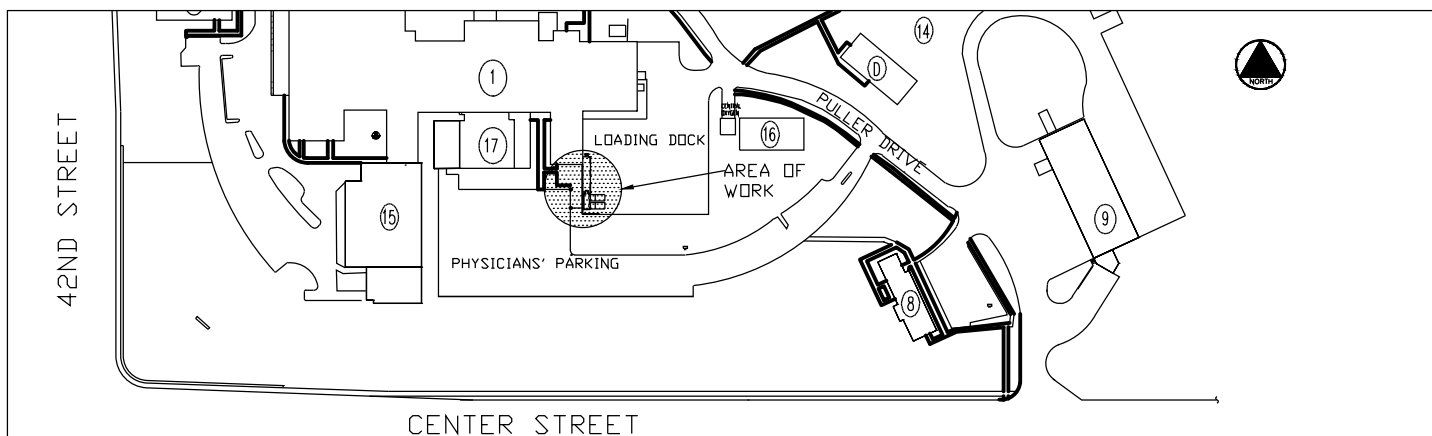 14
D
NORTH
1
PULLER DRIVE
CENTRAL
OXYGEN
16
17
LOADING DOCK
AREA OF
WORK
42ND STREET
15
9
PHYSICIANS' PARKING
8
CENTER STREET